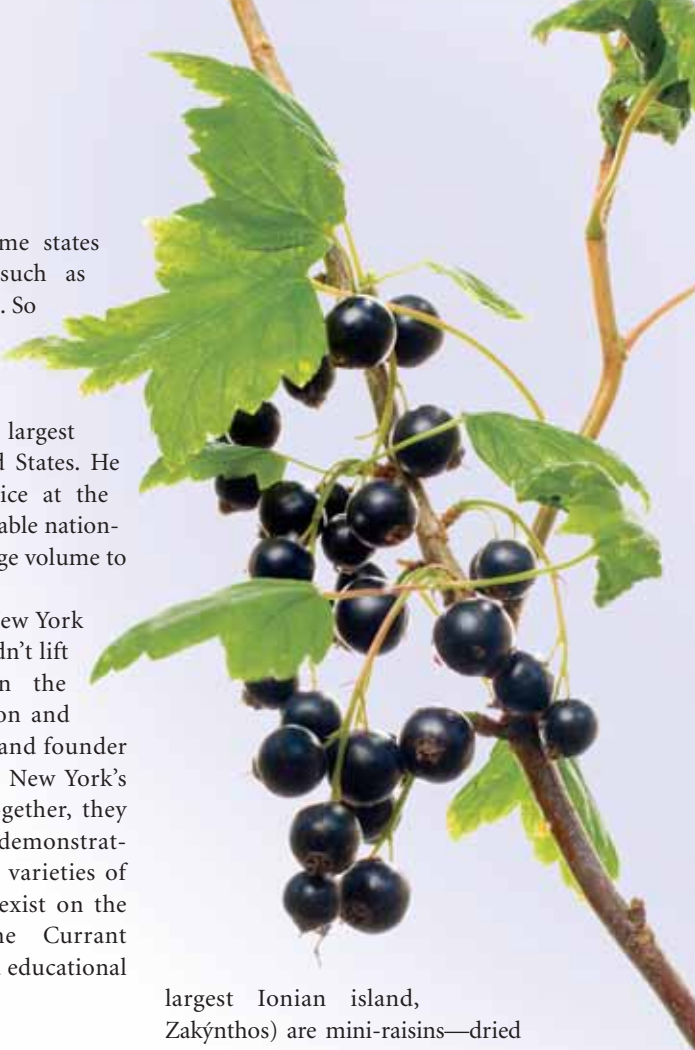 me states
such as
. So
largest
d States. He
ice at the
able nation-
ge volume to
ew York
dn't lift
n the
on and
and founder
New York's
gether, they
demonstrat-
varieties of
exist on the
ne Currant
educational
largest Ionian island,
Zakýnthos) are mini-raisins—dried